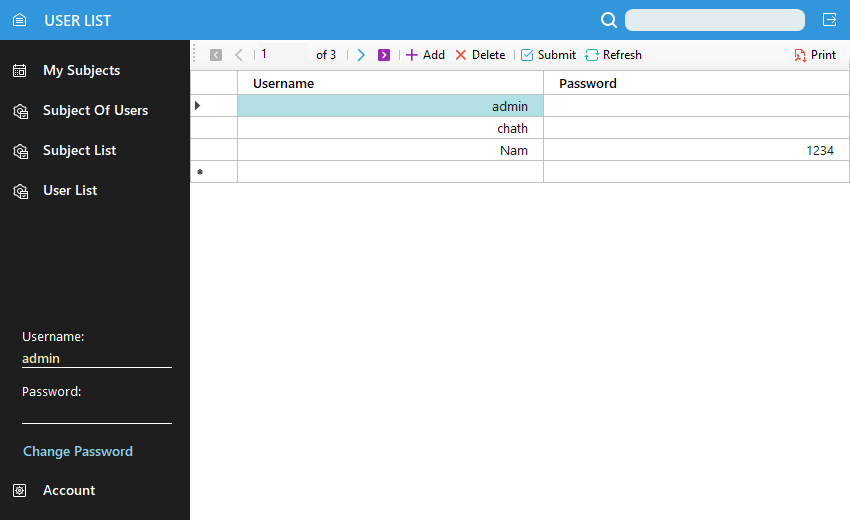 USER LIST
1 of 3 Add Delete Submit Refresh Print
My Subjects
Subject Of Users
Subject List
User List
Username Password
admin
chath
Nam 1234
Username:
admin
Password:
Change Password
Account